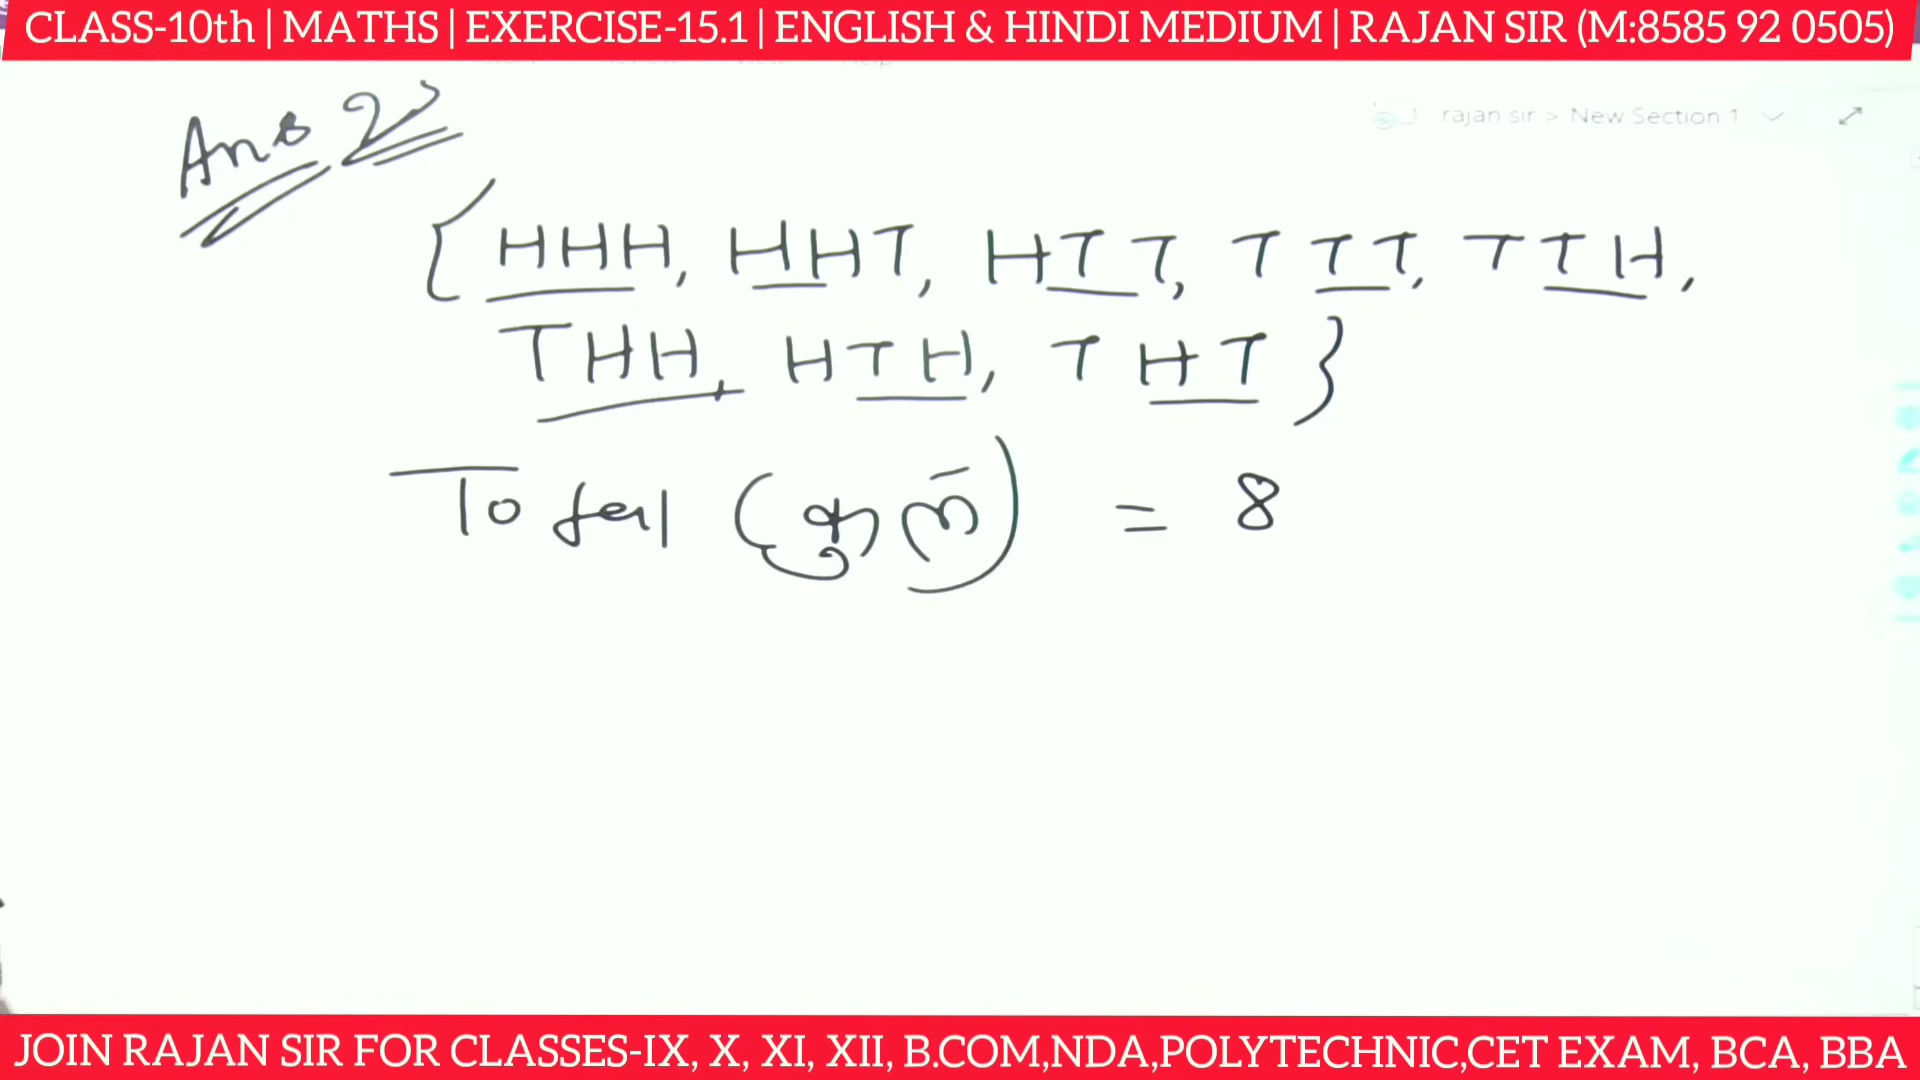 CLASS-10th | MATHS | EXERCISE-15.1 | ENGLISH & HINDI MEDIUM | RAJAN SIR (M:8585 92 0505)
rajan sir > New Section 1
Ans 2>
{HHH, HHT, HTT, TTT, TTH,
THH, HTH, THT}
Total (कुल) = 8
JOIN RAJAN SIR FOR CLASSES-IX, X, XI, XII, B.COM,NDA,POLYTECHNIC,CET EXAM, BCA, BBA